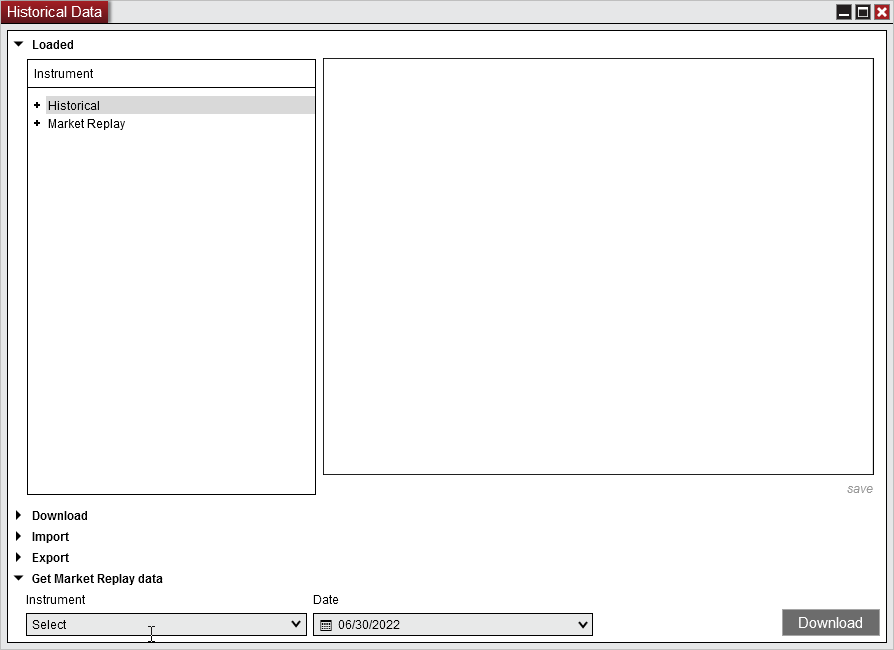 Historical Data
Loaded
Instrument
Historical
Market Replay
save
Download
Import
Export
Get Market Replay data
Instrument Date
Select 06/30/2022 Download